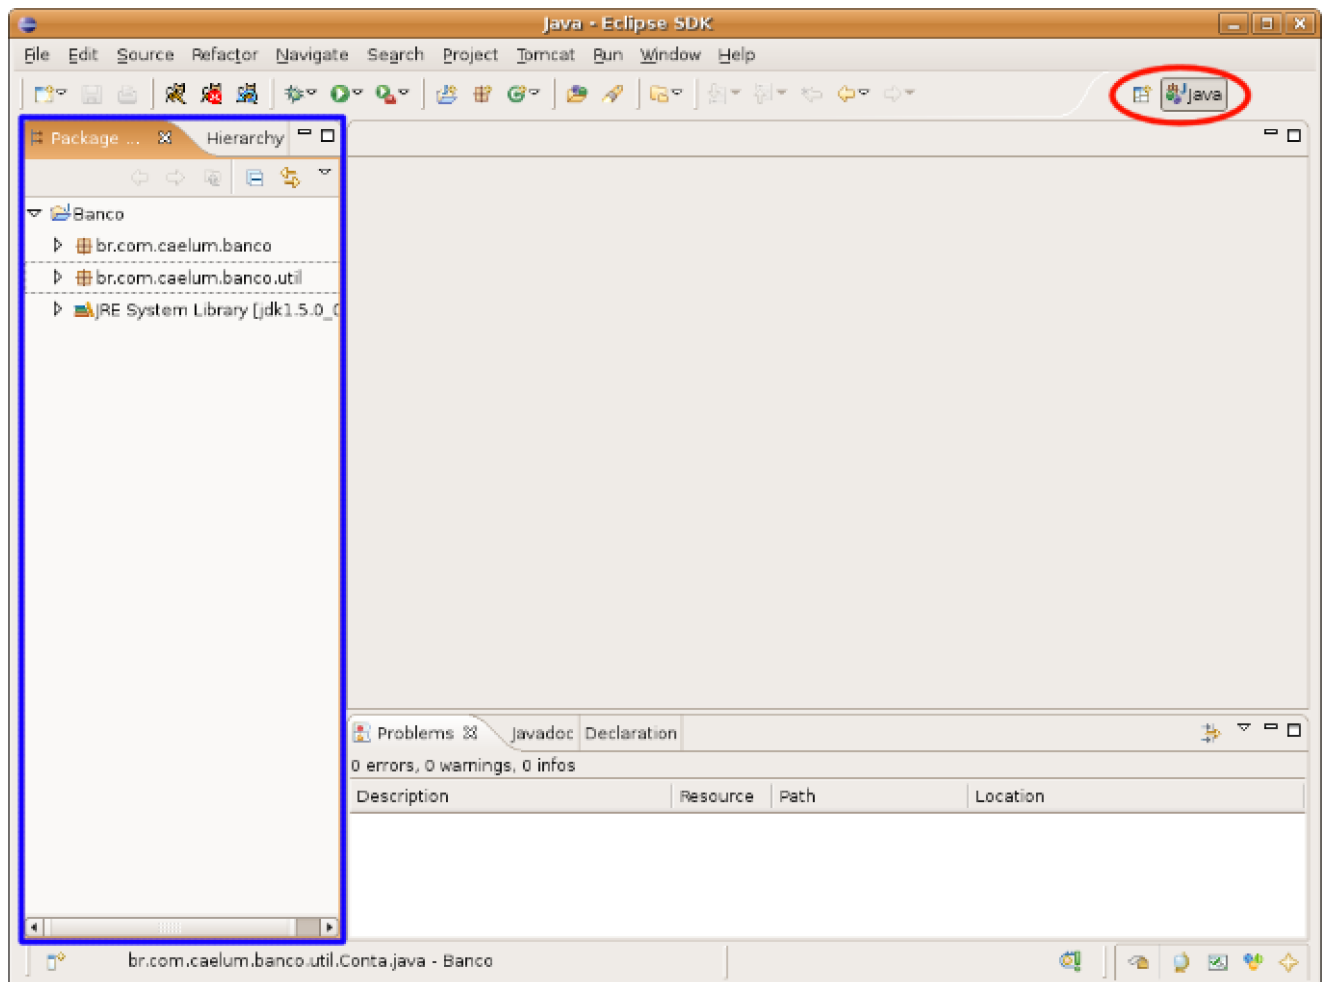 Java - Eclipse SDK
File Edit Source Refactor Navigate Search Project Tomcat Run Window Help
Java
Package ... Hierarchy
Banco
br.com.caelum.banco
br.com.caelum.banco.util
JRE System Library [jdk1.5.0_0
Problems Javadoc Declaration
0 errors, 0 warnings, 0 infos
Description Resource Path Location
br.com.caelum.banco.util.Conta.java - Banco